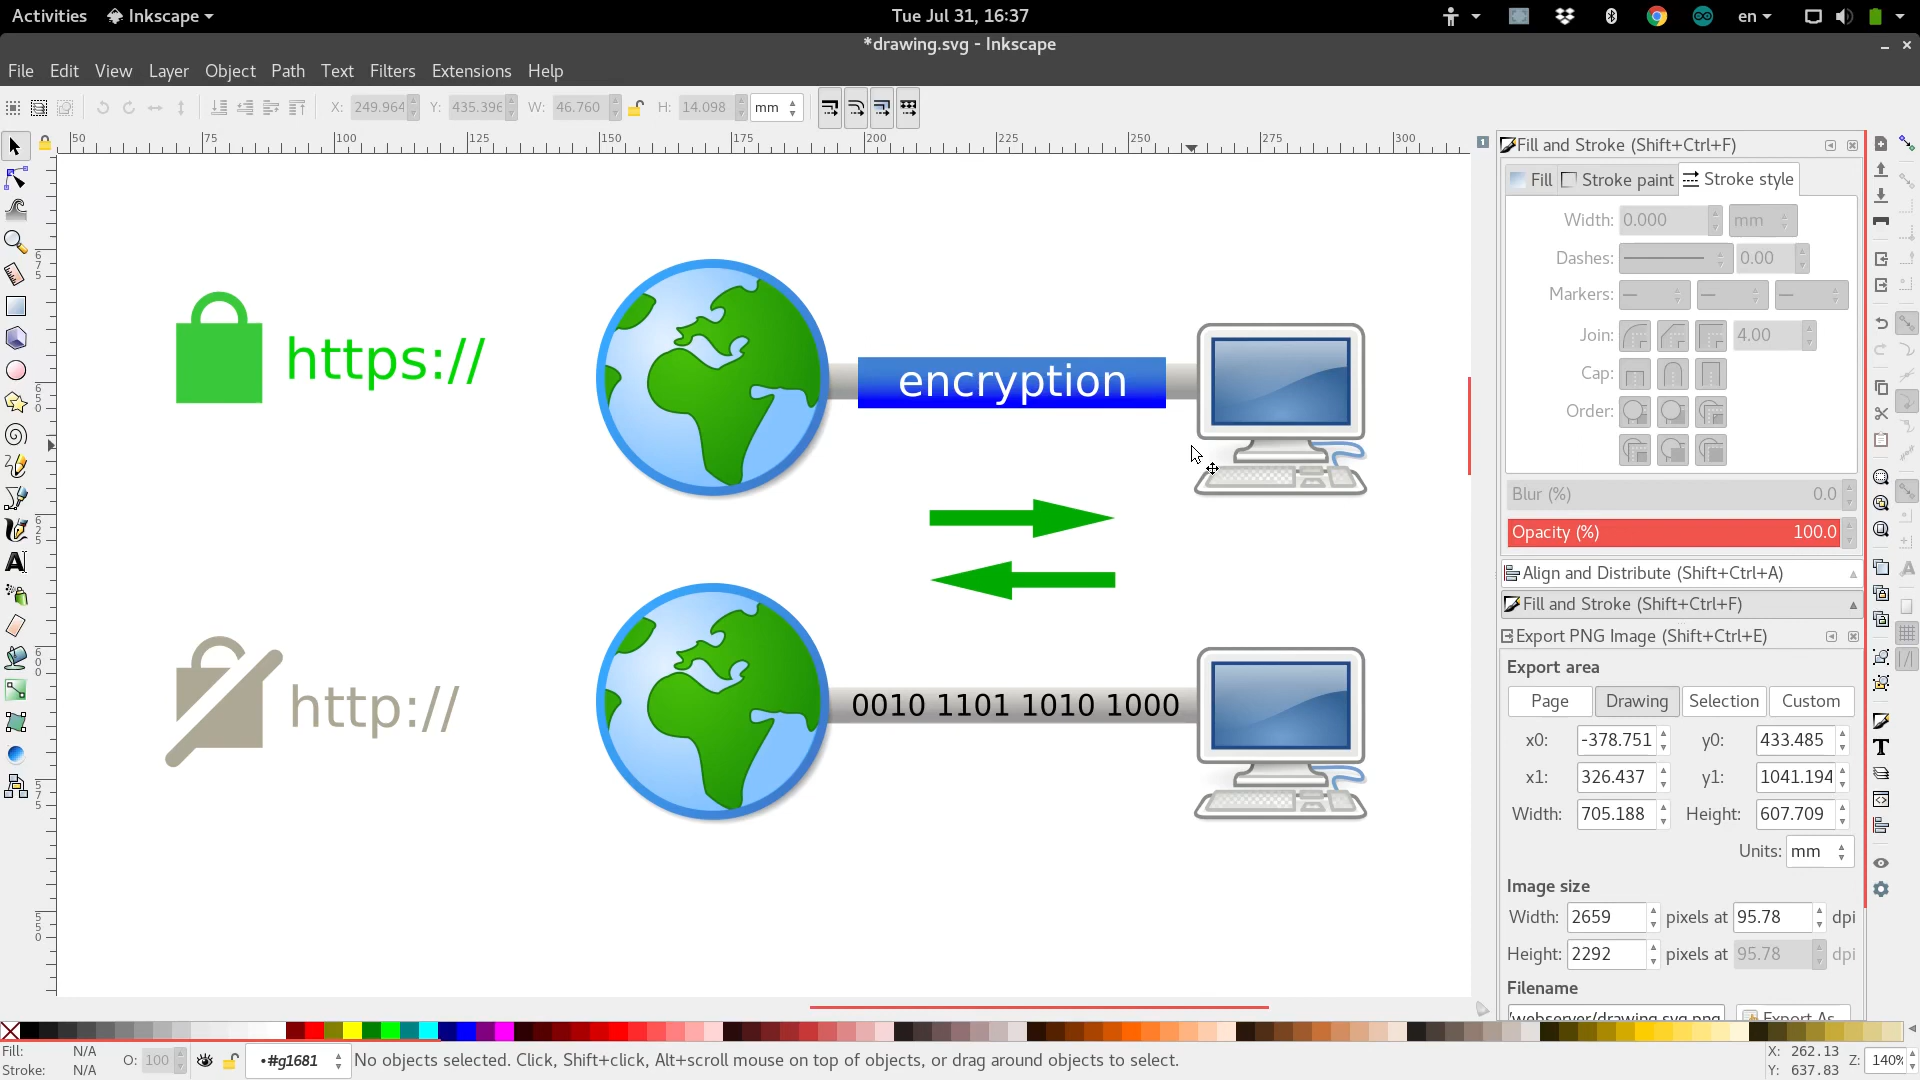 Activities Inkscape Tue Jul 31, 16:37 en
*drawing.svg - Inkscape
File Edit View Layer Object Path Text Filters Extensions Help
X: 249.964 Y: 435.396 W: 46.760 H: 14.098 mm
50 75 100 125 150 175 200 225 250 275 300
1
Fill and Stroke (Shift+Ctrl+F)
Fill Stroke paint Stroke style
Width: 0.000 mm
Dashes: 0.00
Markers:
Join: 4.00
Cap:
Order:
Blur (%) 0.0
Opacity (%) 100.0
Align and Distribute (Shift+Ctrl+A)
Fill and Stroke (Shift+Ctrl+F)
Export PNG Image (Shift+Ctrl+E)
Export area
Page Drawing Selection Custom
x0: -378.751 y0: 433.485
x1: 326.437 y1: 1041.194
Width: 705.188 Height: 607.709
Units: mm
Image size
Width: 2659 pixels at 95.78 dpi
Height: 2292 pixels at 95.78 dpi
Filename
675
650
625
600
575
550
https://
encryption
http://
0010 1101 1010 1000
Fill: N/A
Stroke: N/A
O: 100
•#g1681
No objects selected. Click, Shift+click, Alt+scroll mouse on top of objects, or drag around objects to select.
X: 262.13
Y: 637.83
Z: 140%